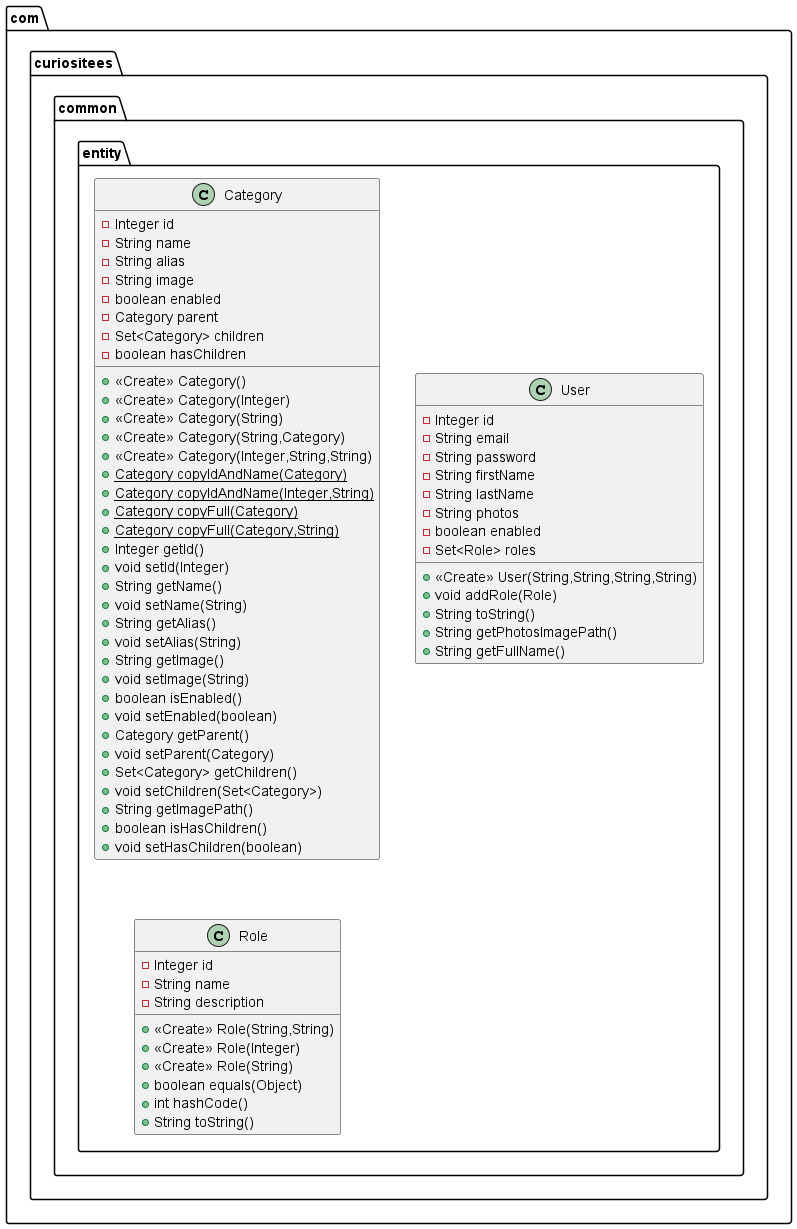 com
curiositees
common
entity
C Category
Integer id
String name
String alias
String image
boolean enabled
Category parent
Set<Category> children
boolean hasChildren
«Create» Category()
«Create» Category(Integer)
«Create» Category(String)
«Create» Category(String,Category)
«Create» Category(Integer,String,String)
Category copyIdAndName(Category)
Category copyIdAndName(Integer,String)
Category copyFull(Category)
Category copyFull(Category,String)
Integer getId()
void setId(Integer)
String getName()
void setName(String)
String getAlias()
void setAlias(String)
String getImage()
void setImage(String)
boolean isEnabled()
void setEnabled(boolean)
Category getParent()
void setParent(Category)
Set<Category> getChildren()
void setChildren(Set<Category>)
String getImagePath()
boolean isHasChildren()
void setHasChildren(boolean)
C User
Integer id
String email
String password
String firstName
String lastName
String photos
boolean enabled
Set<Role> roles
«Create» User(String,String,String,String)
void addRole(Role)
String toString()
String getPhotosImagePath()
String getFullName()
C Role
Integer id
String name
String description
«Create» Role(String,String)
«Create» Role(Integer)
«Create» Role(String)
boolean equals(Object)
int hashCode()
String toString()